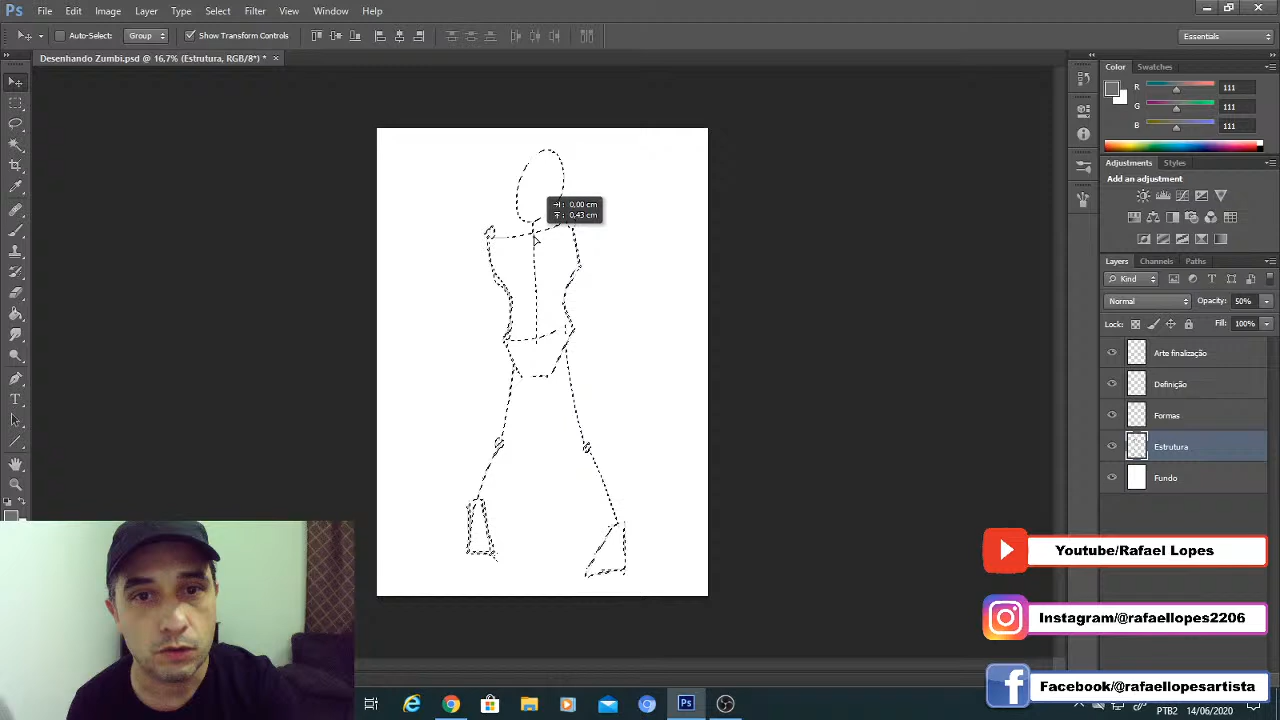 Ps File Edit Image Layer Type Select Filter View Window Help
Auto-Select: Group Show Transform Controls Essentials
Desenhando Zumbi.psd @ 16,7% (Estrutura, RGB/8*) * ×
Color Swatches
R 111
G 111
B 111
Adjustments Styles
Add an adjustment
0,00 cm
0,43 cm
Layers Channels Paths
Kind
Normal Opacity: 50%
Lock: Fill: 100%
Arte finalização
Definição
Formas
Estrutura
Fundo
Youtube/Rafael Lopes
Instagram/@rafaellopes2206
Facebook/@rafaellopesartista
Ps
PTB2 14/06/2020